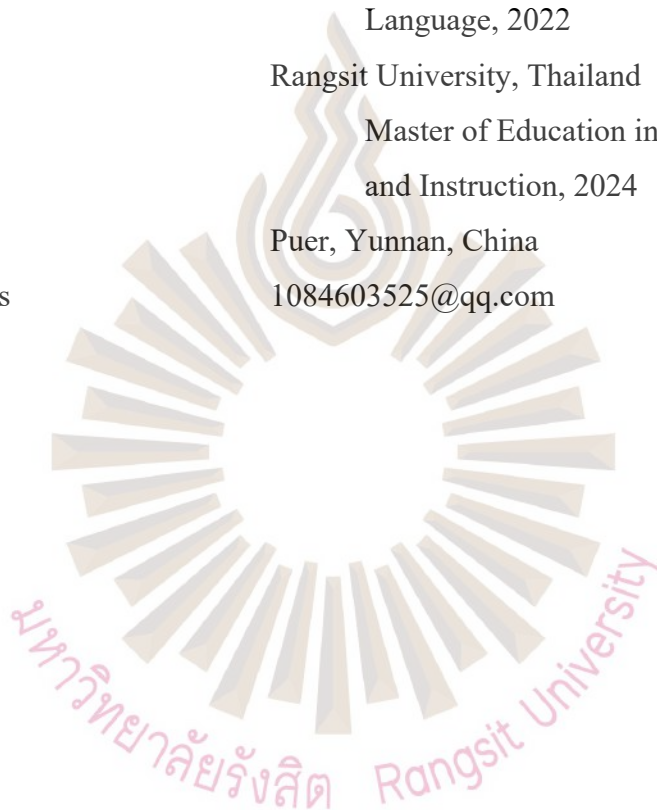 Language, 2022
Rangsit University, Thailand
Master of Education in
and Instruction, 2024
Puer, Yunnan, China
s 1084603525@qq.com
มหาวิทยาลัยรังสิต Rangsit University